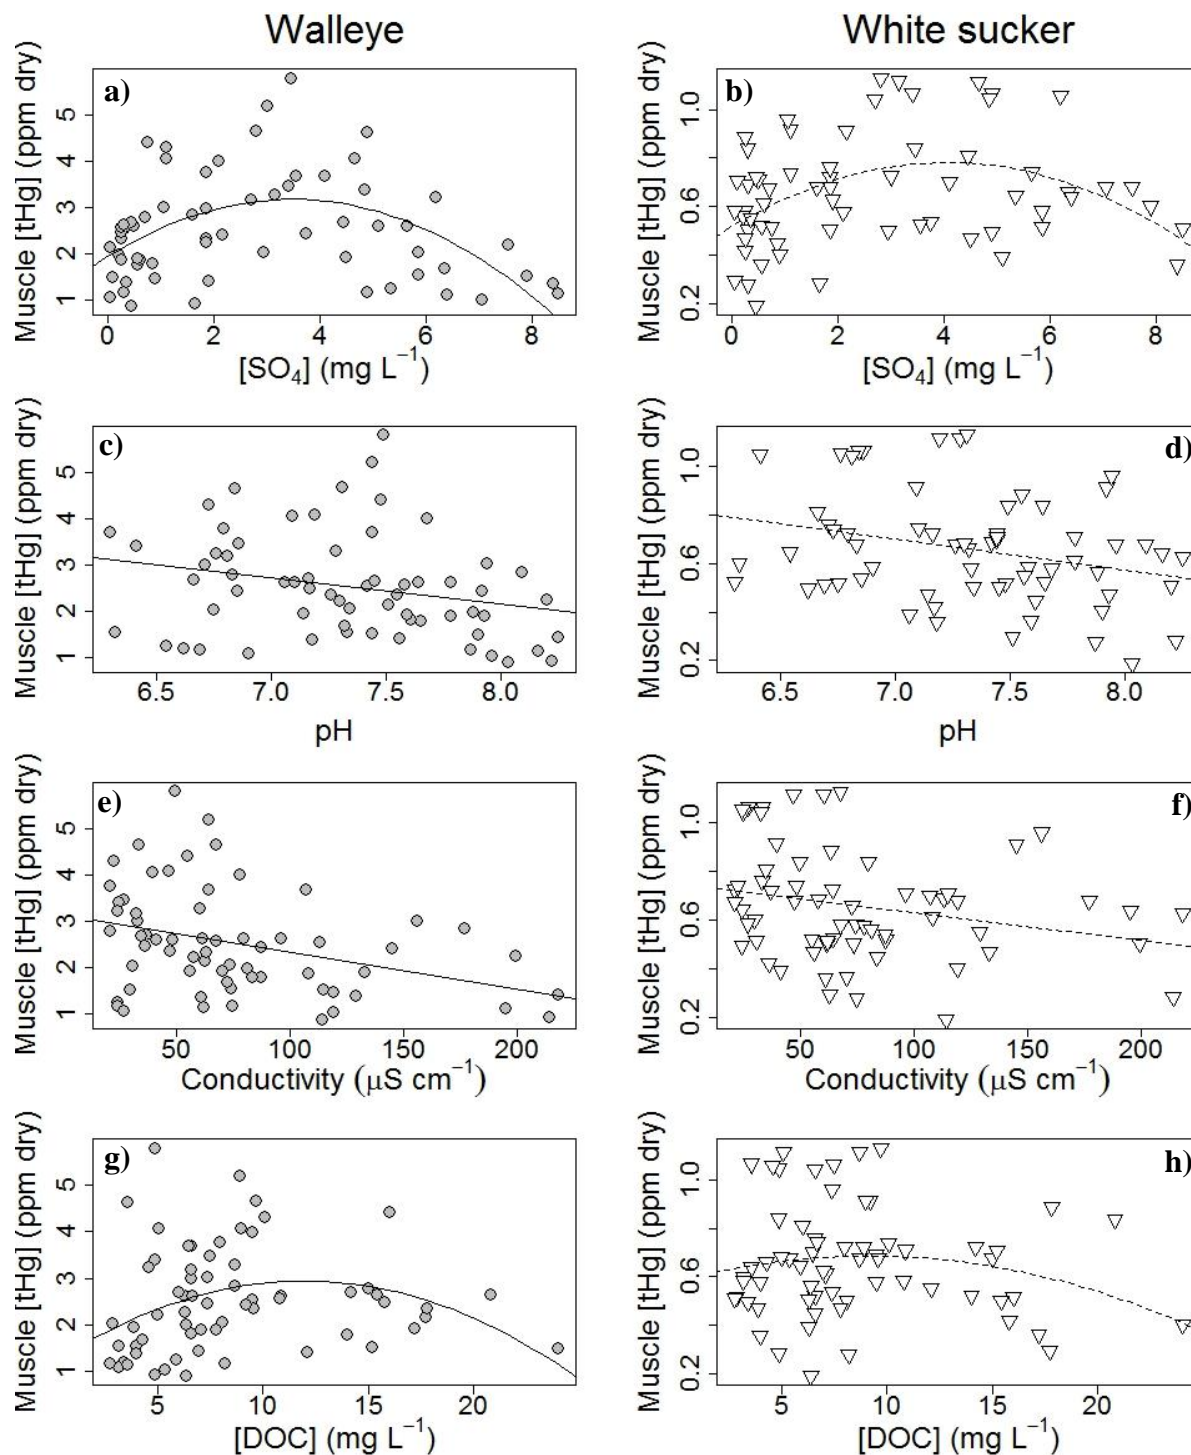 Walleye
White sucker
a)
Muscle [tHg] (ppm dry)
5
4
3
2
1
0 2 4 6 8
[SO₄] (mg L⁻¹)
b)
Muscle [tHg] (ppm dry)
1.0
0.6
0.2
0 2 4 6 8
[SO₄] (mg L⁻¹)
c)
Muscle [tHg] (ppm dry)
5
4
3
2
1
6.5 7.0 7.5 8.0
pH
d)
Muscle [tHg] (ppm dry)
1.0
0.6
0.2
6.5 7.0 7.5 8.0
pH
e)
Muscle [tHg] (ppm dry)
5
4
3
2
1
50 100 150 200
Conductivity (μS cm⁻¹)
f)
Muscle [tHg] (ppm dry)
1.0
0.6
0.2
50 100 150 200
Conductivity (μS cm⁻¹)
g)
Muscle [tHg] (ppm dry)
5
4
3
2
1
5 10 15 20
[DOC] (mg L⁻¹)
h)
Muscle [tHg] (ppm dry)
1.0
0.6
0.2
5 10 15 20
[DOC] (mg L⁻¹)